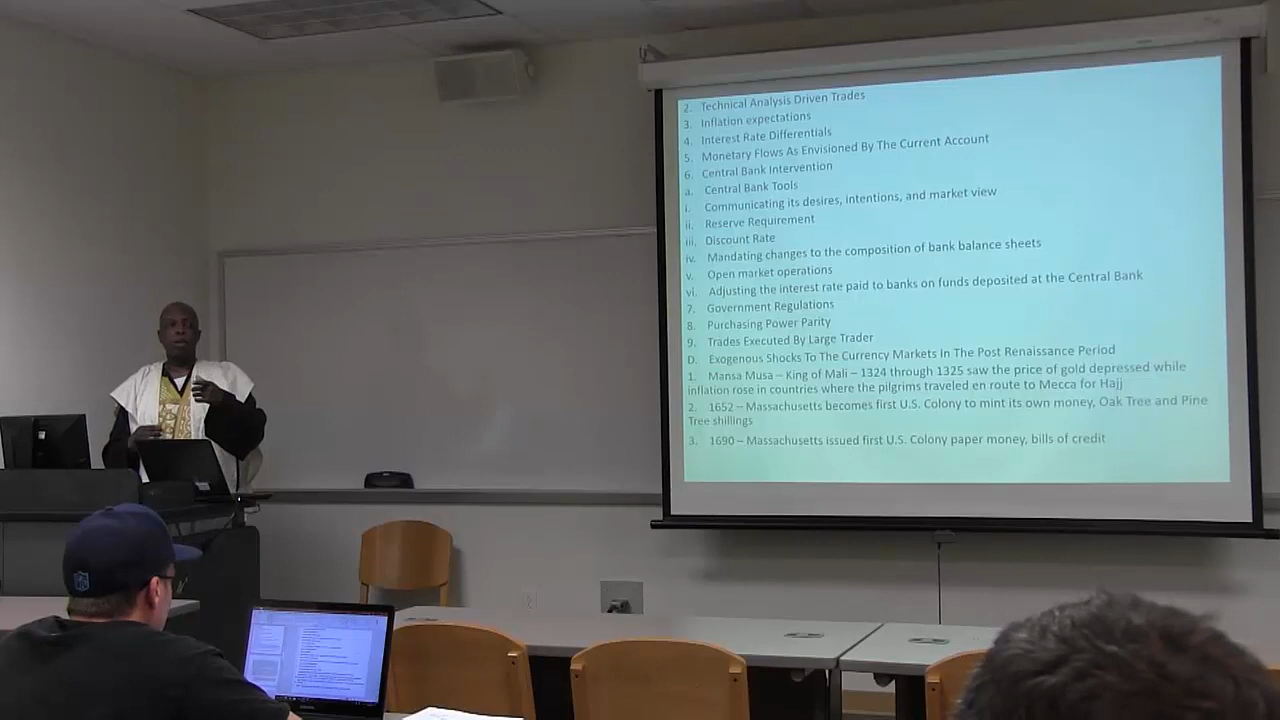 2. Technical Analysis Driven Trades
3. Inflation expectations
4. Interest Rate Differentials
5. Monetary Flows As Envisioned By The Current Account
6. Central Bank Intervention
a. Central Bank Tools
i. Communicating its desires, intentions, and market view
ii. Reserve Requirement
iii. Discount Rate
iv. Mandating changes to the composition of bank balance sheets
v. Open market operations
vi. Adjusting the interest rate paid to banks on funds deposited at the Central Bank
7. Government Regulations
8. Purchasing Power Parity
9. Trades Executed By Large Trader
D. Exogenous Shocks To The Currency Markets In The Post Renaissance Period
1. Mansa Musa – King of Mali – 1324 through 1325 saw the price of gold depressed while
inflation rose in countries where the pilgrims traveled en route to Mecca for Hajj
2. 1652 – Massachusetts becomes first U.S. Colony to mint its own money, Oak Tree and Pine
Tree shillings
3. 1690 – Massachusetts issued first U.S. Colony paper money, bills of credit
NFL